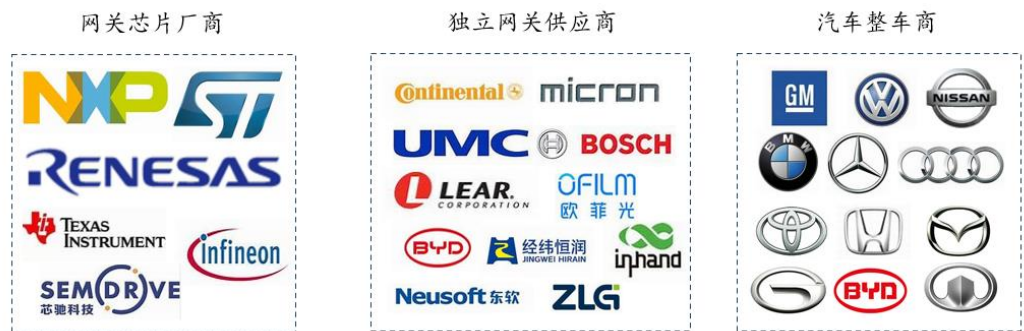 网关芯片厂商
独立网关供应商
汽车整车商
NXP
ST
RENESAS
TEXAS
INSTRUMENT
infineon
SEMIDRIVE
芯驰科技
Continental
micron
UMC
BOSCH
LEAR.
CORPORATION
OFILM
欧菲光
BYD
经纬恒润
JINGWEI HIRAIN
inhand
Neusoft 东软
ZLG
GM
NISSAN
BMW
BYD